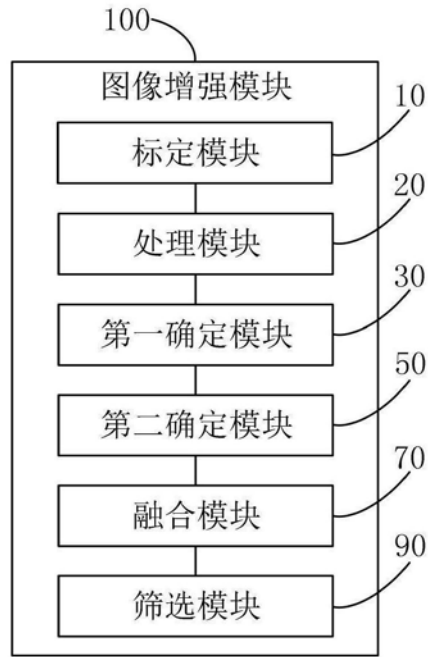 100
图像增强模块
10
标定模块
20
处理模块
30
第一确定模块
50
第二确定模块
70
融合模块
90
筛选模块